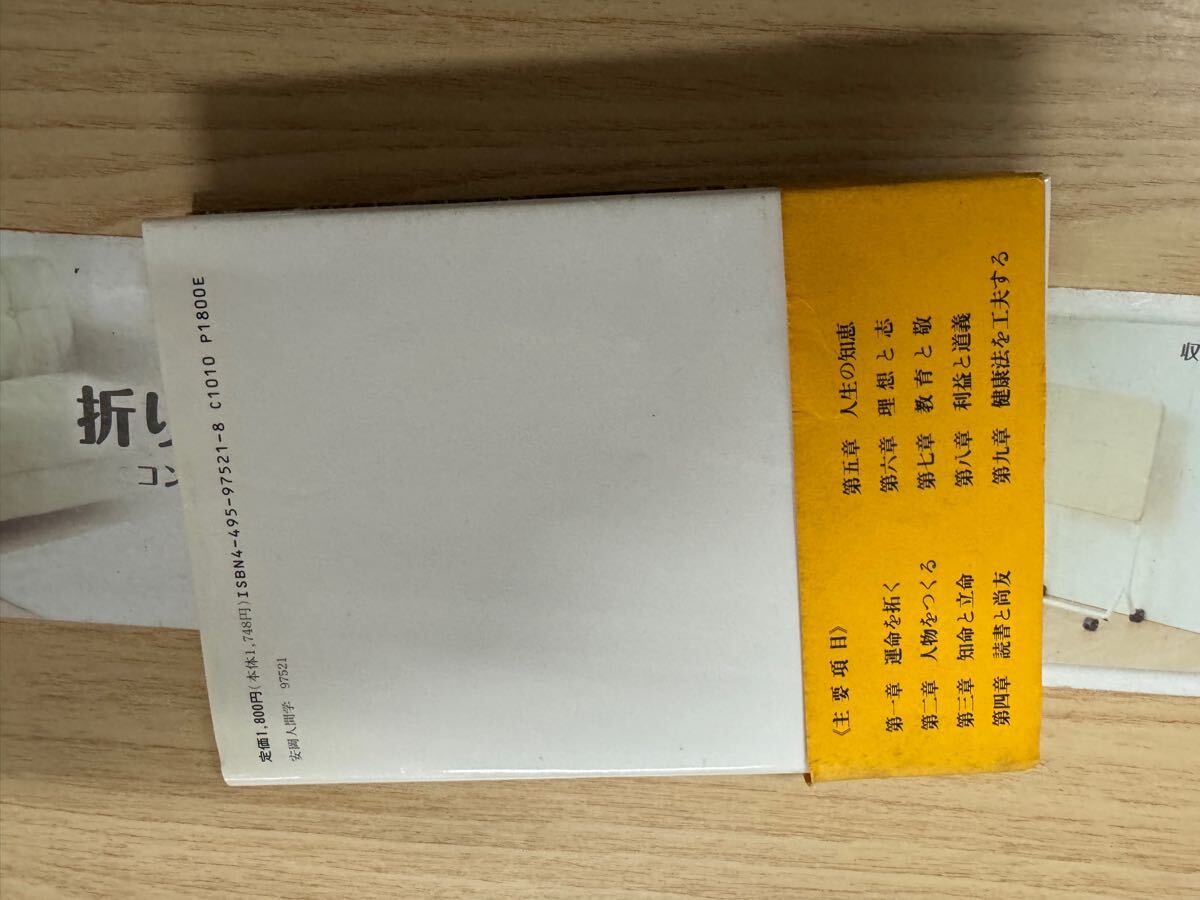 定価1,800円(本体1,748円)ISBN4-495-97521-8 C1010 P1800E
安岡人間学 97521
《主要項目》
第一章 運命を拓く
第二章 人物をつくる
第三章 知命と立命
第四章 読書と尚友
第五章 人生の知恵
第六章 理想と志
第七章 教育と敬
第八章 利益と道義
第九章 健康法を工夫する
折り
コン
収